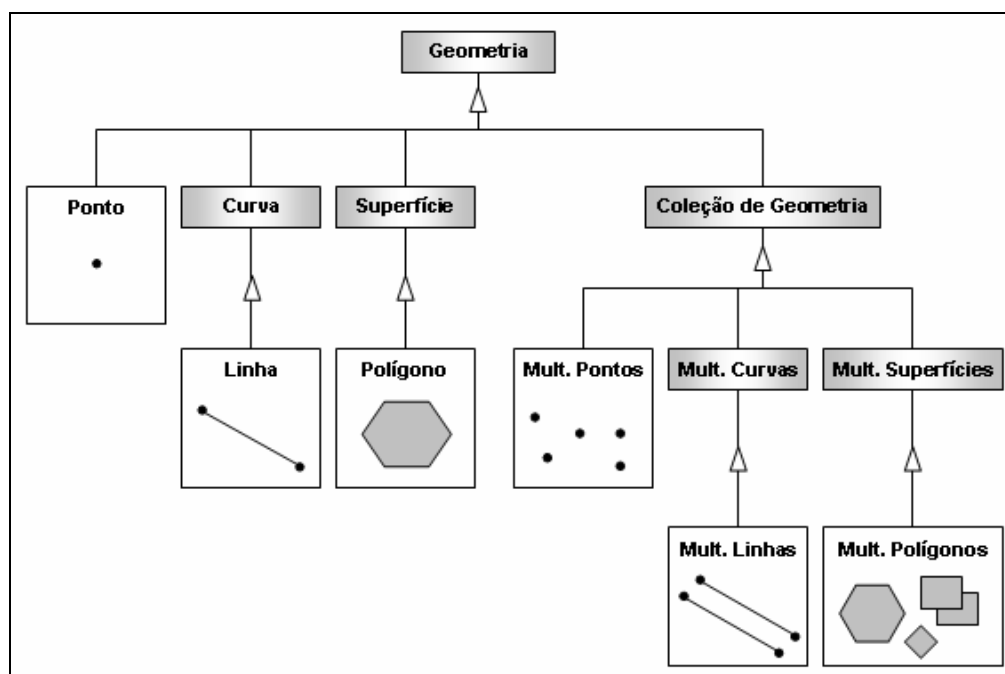 Geometria
Ponto
Curva
Superfície
Coleção de Geometria
Linha
Polígono
Mult. Pontos
Mult. Curvas
Mult. Superfícies
Mult. Linhas
Mult. Polígonos